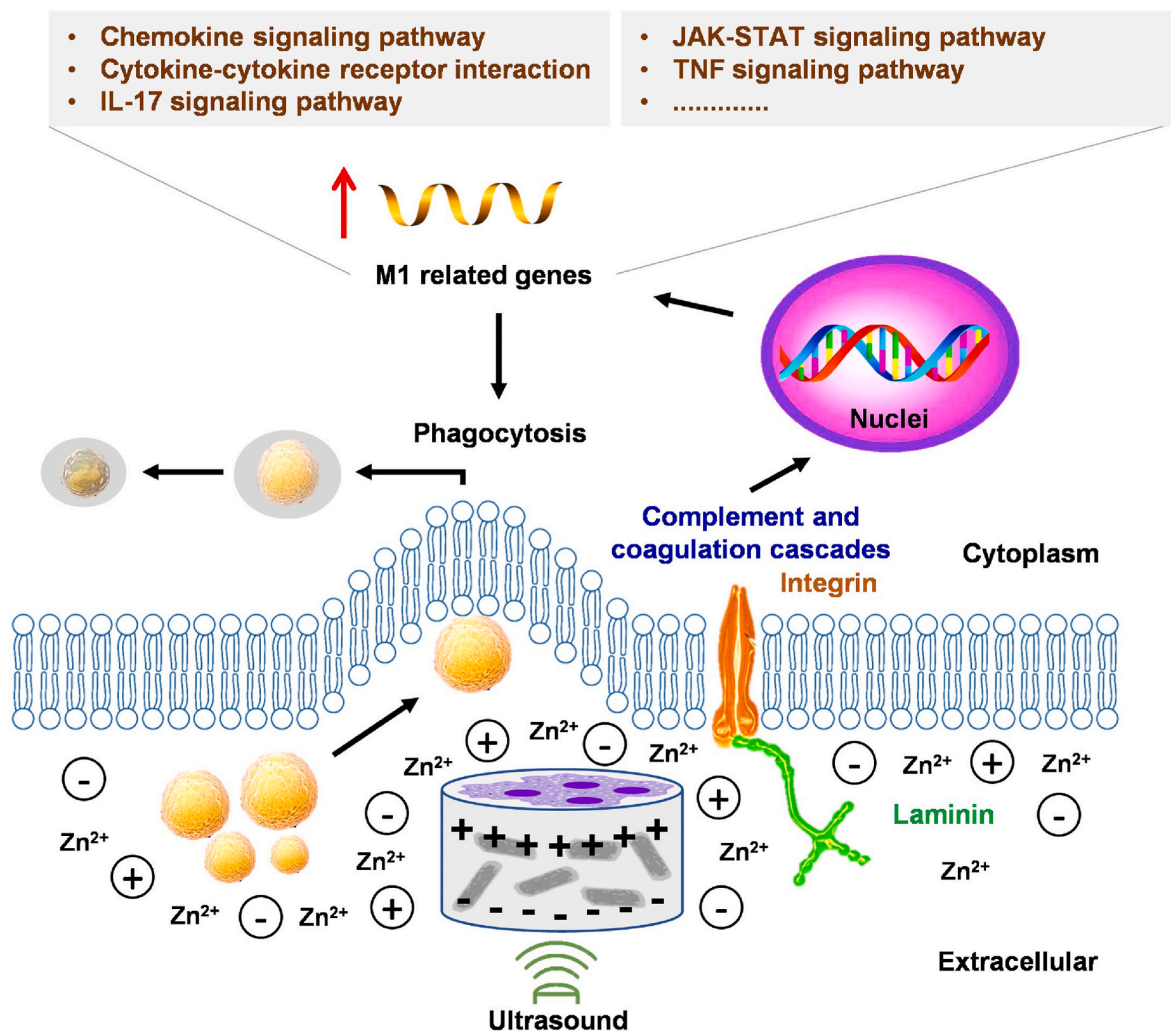 • Chemokine signaling pathway
• Cytokine-cytokine receptor interaction
• IL-17 signaling pathway
• JAK-STAT signaling pathway
• TNF signaling pathway
• .............
M1 related genes
Nuclei
Phagocytosis
Complement and
coagulation cascades
Cytoplasm
Integrin
Zn²⁺
Zn²⁺
Zn²⁺
Zn²⁺
Zn²⁺
-
+
-
-
+
-
+
-
Laminin
Zn²⁺
-
Zn²⁺
Zn²⁺
Zn²⁺
+ + + + + + +
+
Zn²⁺
-
Zn²⁺
+
- - - - - - -
-
Extracellular
Ultrasound